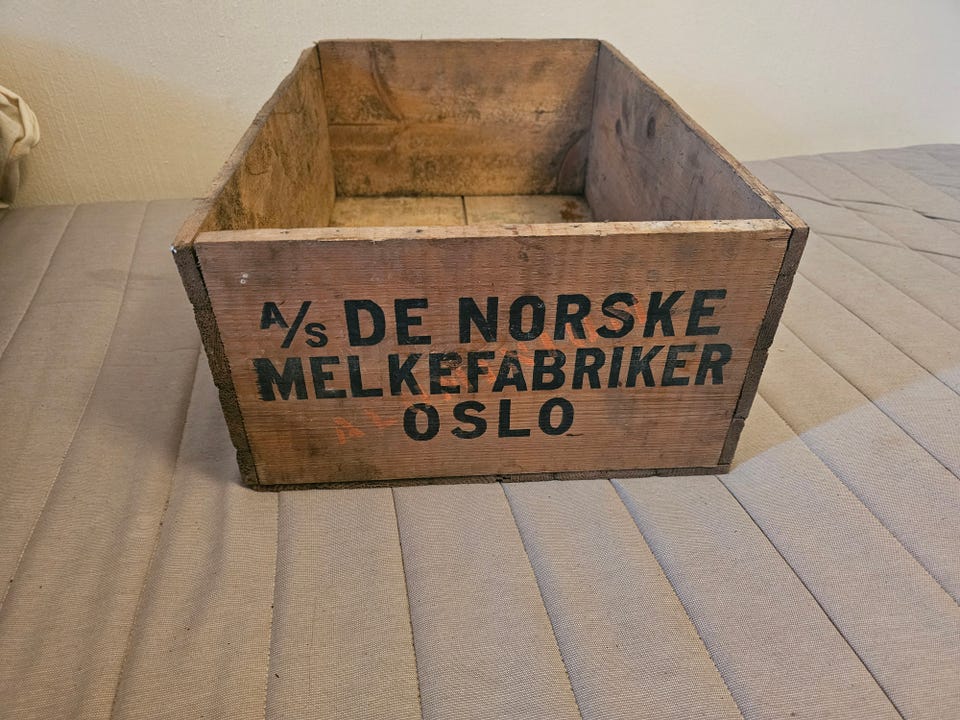 A/S DE NORSKE
MELKEFABRIKER
OSLO